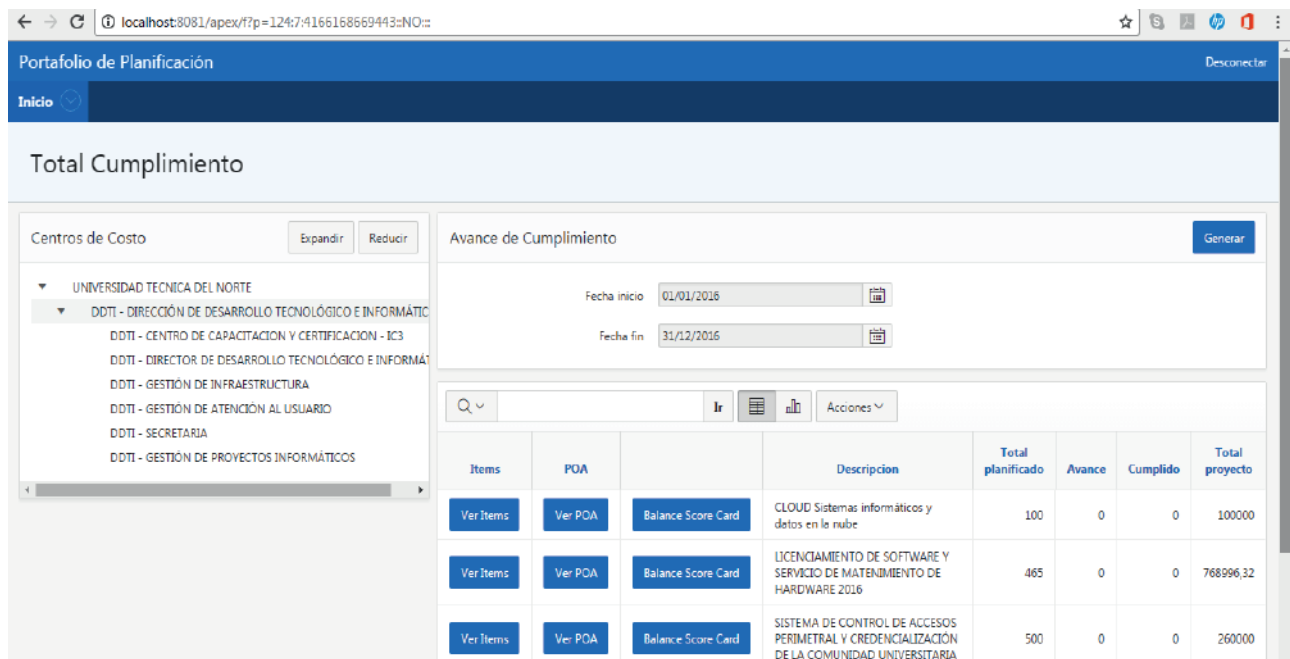 localhost:8081/apex/f?p=124:7:4166168669443::NO:::
Portafolio de Planificación
Desconectar
Inicio
Total Cumplimiento
Centros de Costo
Expandir
Reducir
UNIVERSIDAD TECNICA DEL NORTE
DDTI - DIRECCIÓN DE DESARROLLO TECNOLÓGICO E INFORMÁTIC
DDTI - CENTRO DE CAPACITACION Y CERTIFICACION - IC3
DDTI - DIRECTOR DE DESARROLLO TECNOLÓGICO E INFORMÁT
DDTI - GESTIÓN DE INFRAESTRUCTURA
DDTI - GESTIÓN DE ATENCIÓN AL USUARIO
DDTI - SECRETARIA
DDTI - GESTIÓN DE PROYECTOS INFORMÁTICOS
Avance de Cumplimiento
Generar
Fecha inicio 01/01/2016
Fecha fin 31/12/2016
Ir
Acciones
Items POA Descripcion Total planificado Avance Cumplido Total proyecto
Ver Items Ver POA Balance Score Card
CLOUD Sistemas informáticos y
datos en la nube
100 0 0 100000
Ver Items Ver POA Balance Score Card
LICENCIAMIENTO DE SOFTWARE Y
SERVICIO DE MATENIMIENTO DE
HARDWARE 2016
465 0 0 768996,32
Ver Items Ver POA Balance Score Card
SISTEMA DE CONTROL DE ACCESOS
PERIMETRAL Y CREDENCIALIZACIÓN
DE LA COMUNIDAD UNIVERSITARIA
500 0 0 260000